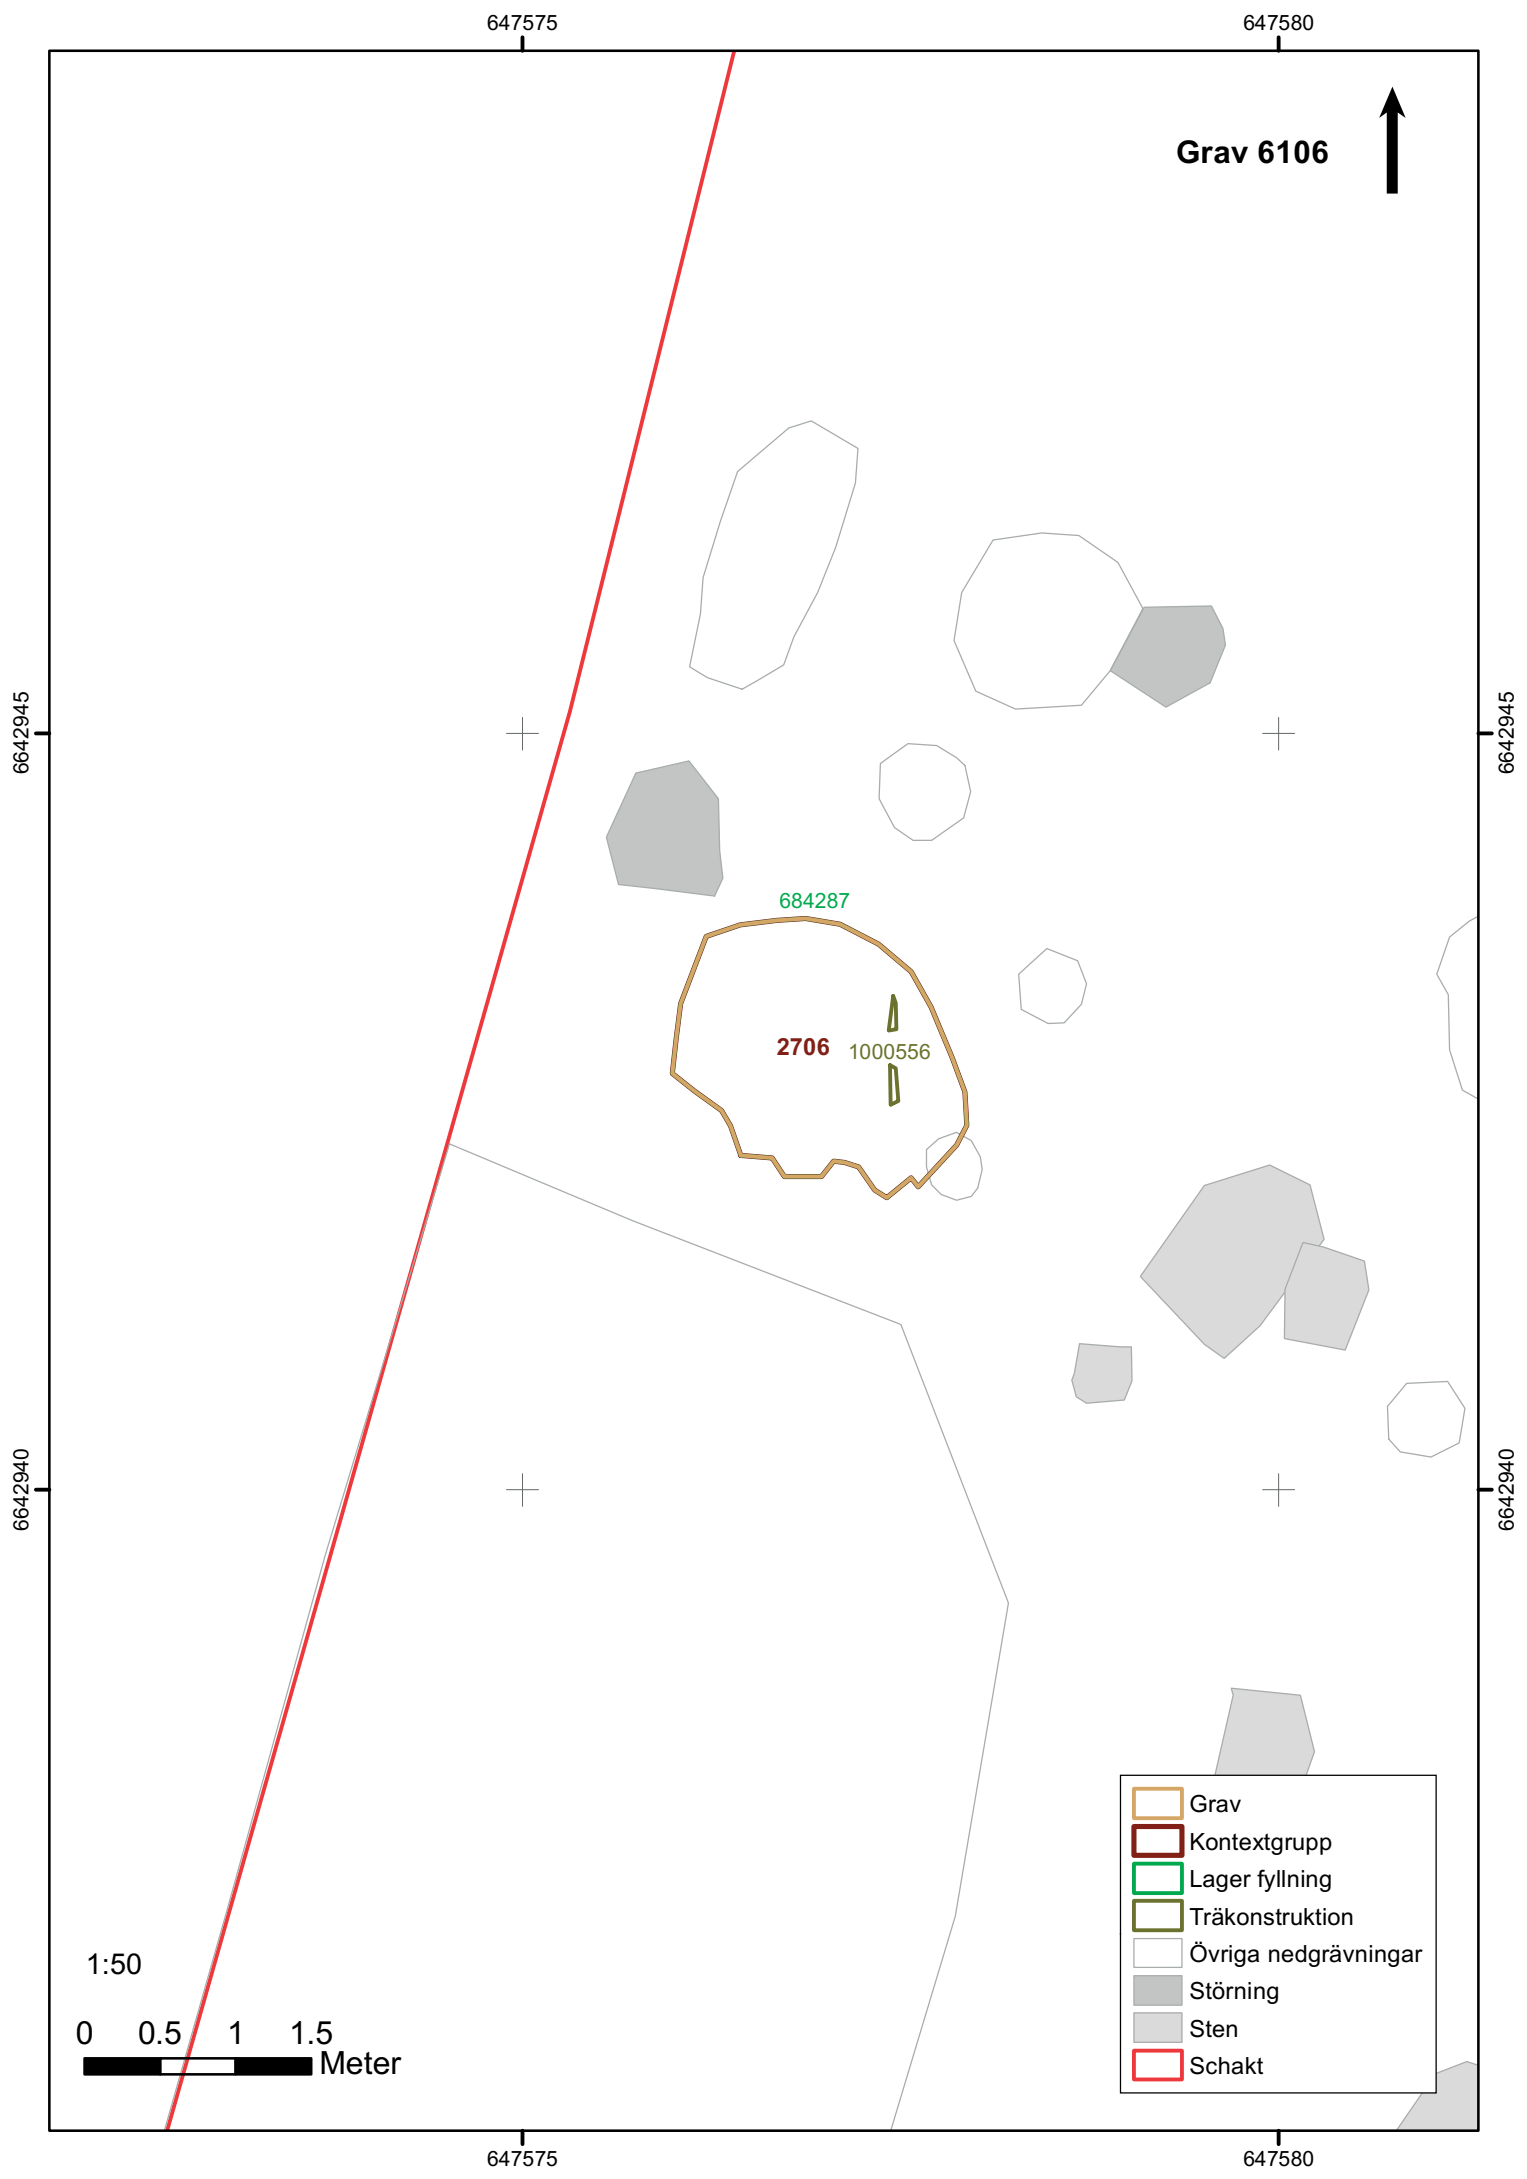 647575
647580
Grav 6106
6642945
6642945
684287
2706
1000556
6642940
6642940
Grav
Kontextgrupp
Lager fyllning
Träkonstruktion
Övriga nedgrävningar
Störning
Sten
Schakt
1:50
0 0.5 1 1.5
Meter
647575
647580